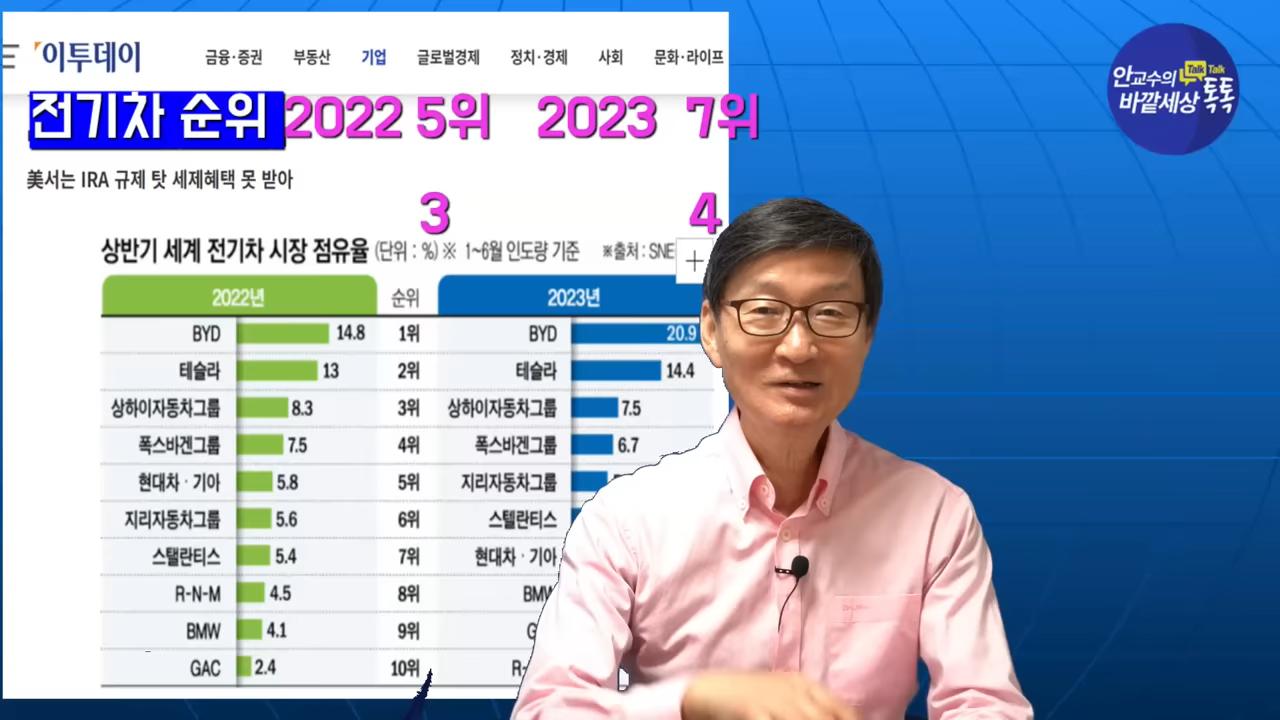 이투데이 금융·증권 부동산 기업 글로벌경제 정치·경제 사회 문화·라이프
안교수의 Talk Talk
바깥세상 톡톡
전기차 순위 2022 5위 2023 7위
美서는 IRA 규제 탓 세제혜택 못 받아
3 4
상반기 세계 전기차 시장 점유율 (단위 : %) ※ 1~6월 인도량 기준 ※출처 : SNE
2022년 순위 2023년
BYD 14.8 1위 BYD 20.9
테슬라 13 2위 테슬라 14.4
상하이자동차그룹 8.3 3위 상하이자동차그룹 7.5
폭스바겐그룹 7.5 4위 폭스바겐그룹 6.7
현대차·기아 5.8 5위 지리자동차그룹
지리자동차그룹 5.6 6위 스텔란티스
스탤란티스 5.4 7위 현대차·기아
R-N-M 4.5 8위 BMW
BMW 4.1 9위
GAC 2.4 10위